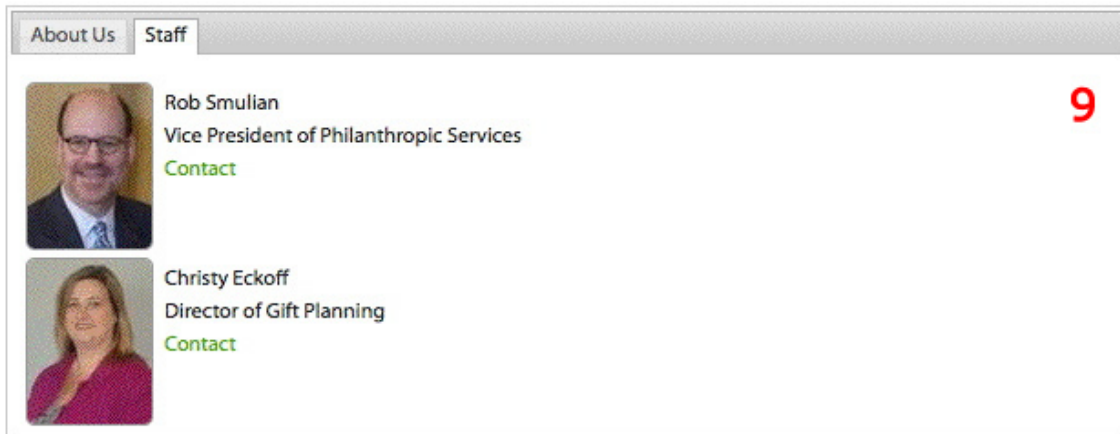 About Us Staff
Rob Smulian
9
Vice President of Philanthropic Services
Contact
Christy Eckoff
Director of Gift Planning
Contact